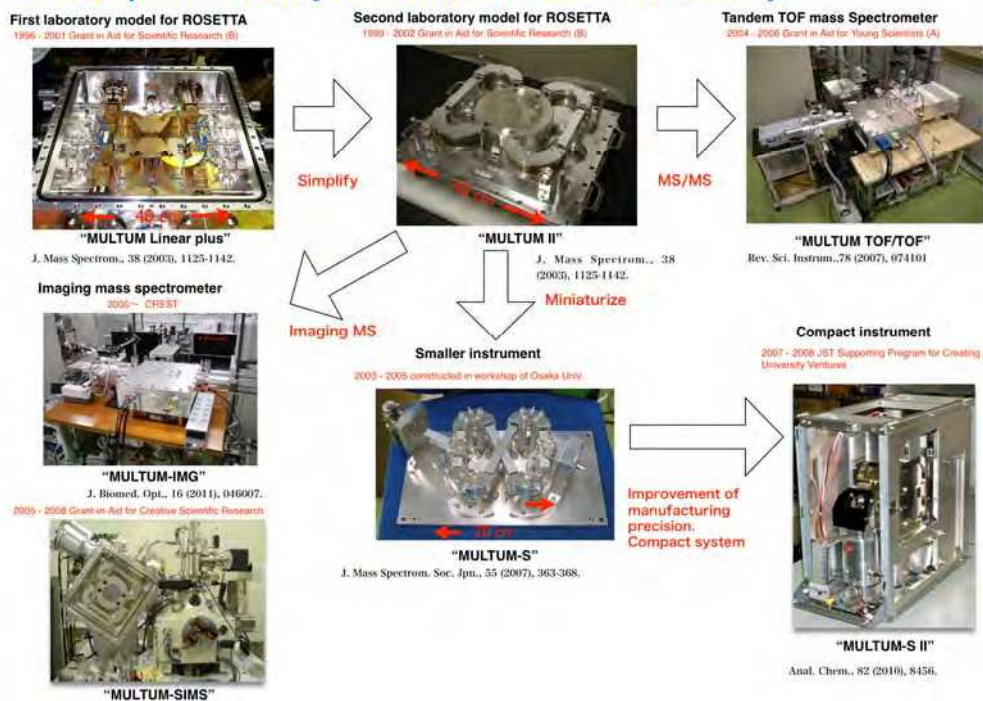 First laboratory model for ROSETTA
1996 - 2001 Grant in Aid for Scientific Research (B)
40 cm
"MULTUM Linear plus"
J. Mass Spectrom., 38 (2003), 1125-1142.
Simplify
Second laboratory model for ROSETTA
1999 - 2002 Grant in Aid for Scientific Research (B)
"MULTUM II"
J. Mass Spectrom., 38
(2003), 1125-1142.
MS/MS
Tandem TOF mass Spectrometer
2004 - 2006 Grant in Aid for Young Scientists (A)
"MULTUM TOF/TOF"
Rev. Sci. Instrum.,78 (2007), 074101
Imaging MS
Imaging mass spectrometer
CREST
"MULTUM-IMG"
J. Biomed. Opt., 16 (2011), 046007.
2005 - 2008 Grant-in-Aid for Creative Scientific Research
"MULTUM-SIMS"
Miniaturize
Smaller instrument
2003 - 2005 constructed in workshop of Osaka Univ.
20 cm
"MULTUM-S"
J. Mass Spectrom. Soc. Jpn., 55 (2007), 363-368.
Improvement of
manufacturing
precision.
Compact system
Compact instrument
2007 - 2008 JST Supporting Program for Creating
University Ventures
"MULTUM-S II"
Anal. Chem., 82 (2010), 8456.